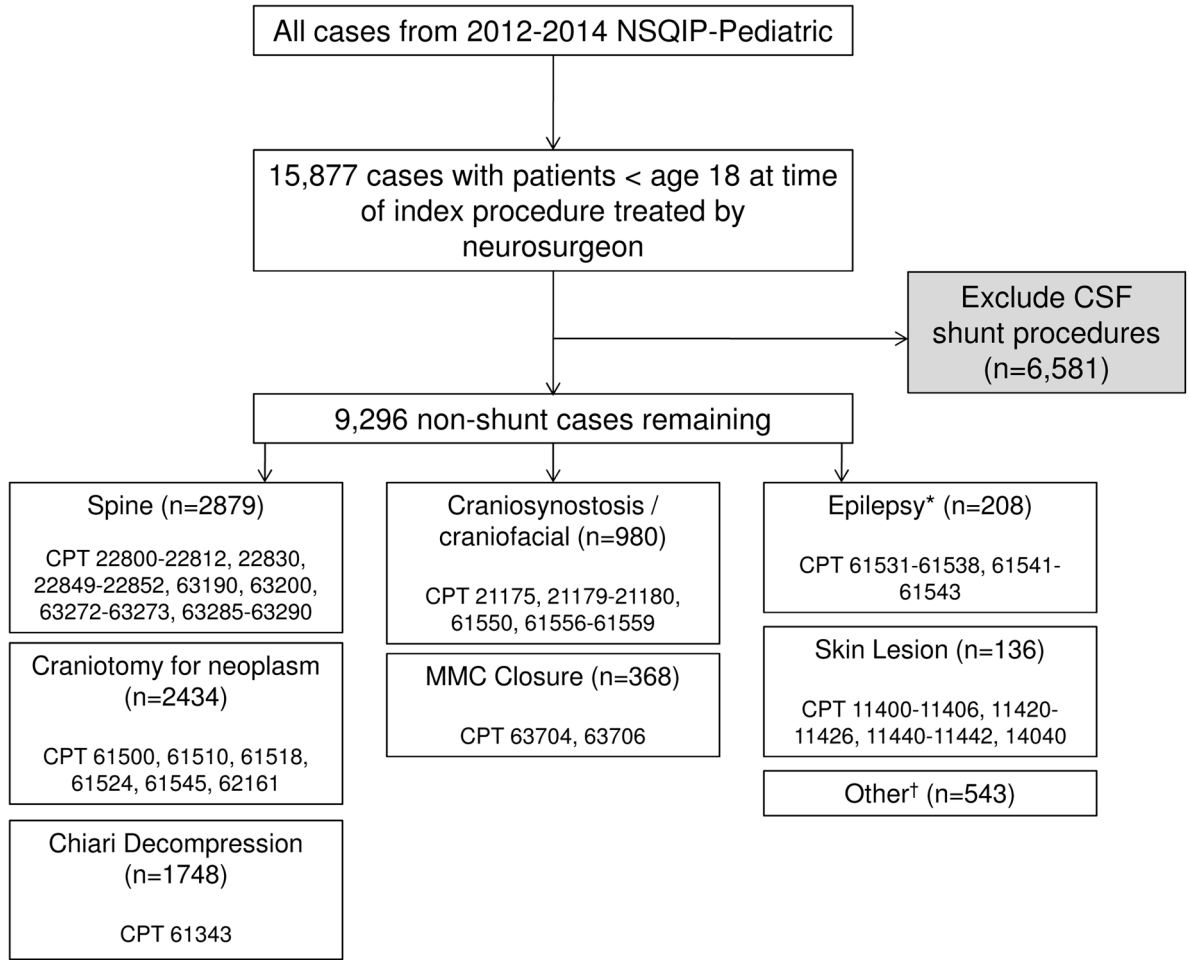 All cases from 2012-2014 NSQIP-Pediatric
15,877 cases with patients < age 18 at time
of index procedure treated by
neurosurgeon
Exclude CSF
shunt procedures
(n=6,581)
9,296 non-shunt cases remaining
Spine (n=2879)
CPT 22800-22812, 22830,
22849-22852, 63190, 63200,
63272-63273, 63285-63290
Craniotomy for neoplasm
(n=2434)
CPT 61500, 61510, 61518,
61524, 61545, 62161
Chiari Decompression
(n=1748)
CPT 61343
Craniosynostosis /
craniofacial (n=980)
CPT 21175, 21179-21180,
61550, 61556-61559
MMC Closure (n=368)
CPT 63704, 63706
Epilepsy* (n=208)
CPT 61531-61538, 61541-
61543
Skin Lesion (n=136)
CPT 11400-11406, 11420-
11426, 11440-11442, 14040
Other† (n=543)